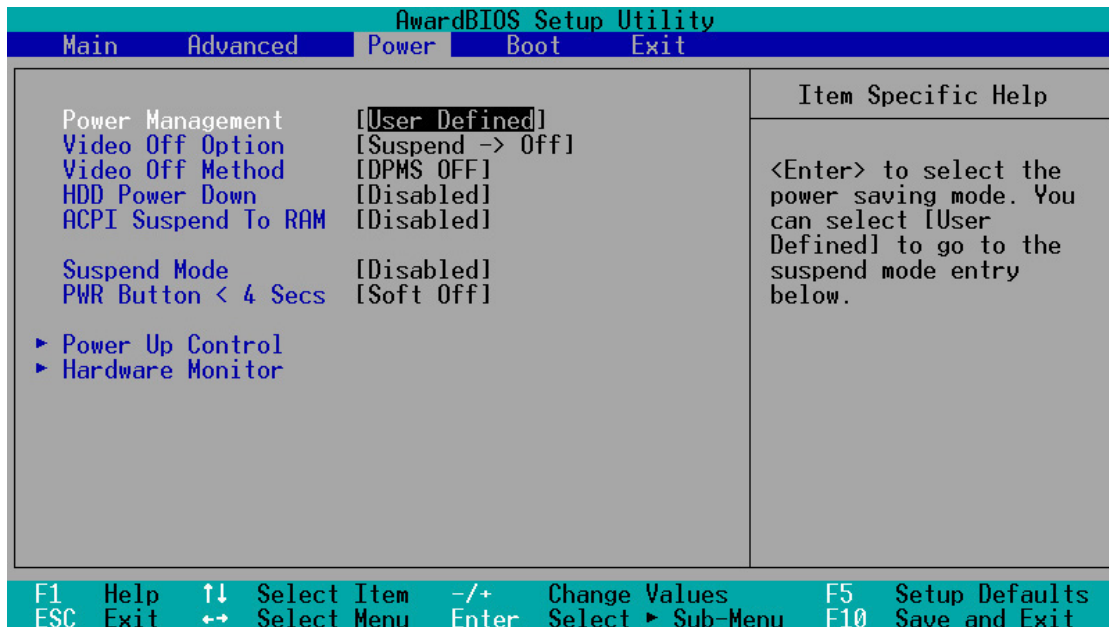 AwardBIOS Setup Utility
Main Advanced Power Boot Exit
Power Management [User Defined]
Video Off Option [Suspend -> Off]
Video Off Method [DPMS OFF]
HDD Power Down [Disabled]
ACPI Suspend To RAM [Disabled]
Suspend Mode [Disabled]
PWR Button < 4 Secs [Soft Off]
► Power Up Control
► Hardware Monitor
Item Specific Help
<Enter> to select the
power saving mode. You
can select [User
Defined] to go to the
suspend mode entry
below.
F1 Help ↑↓ Select Item -/+ Change Values F5 Setup Defaults
ESC Exit ←→ Select Menu Enter Select ► Sub-Menu F10 Save and Exit